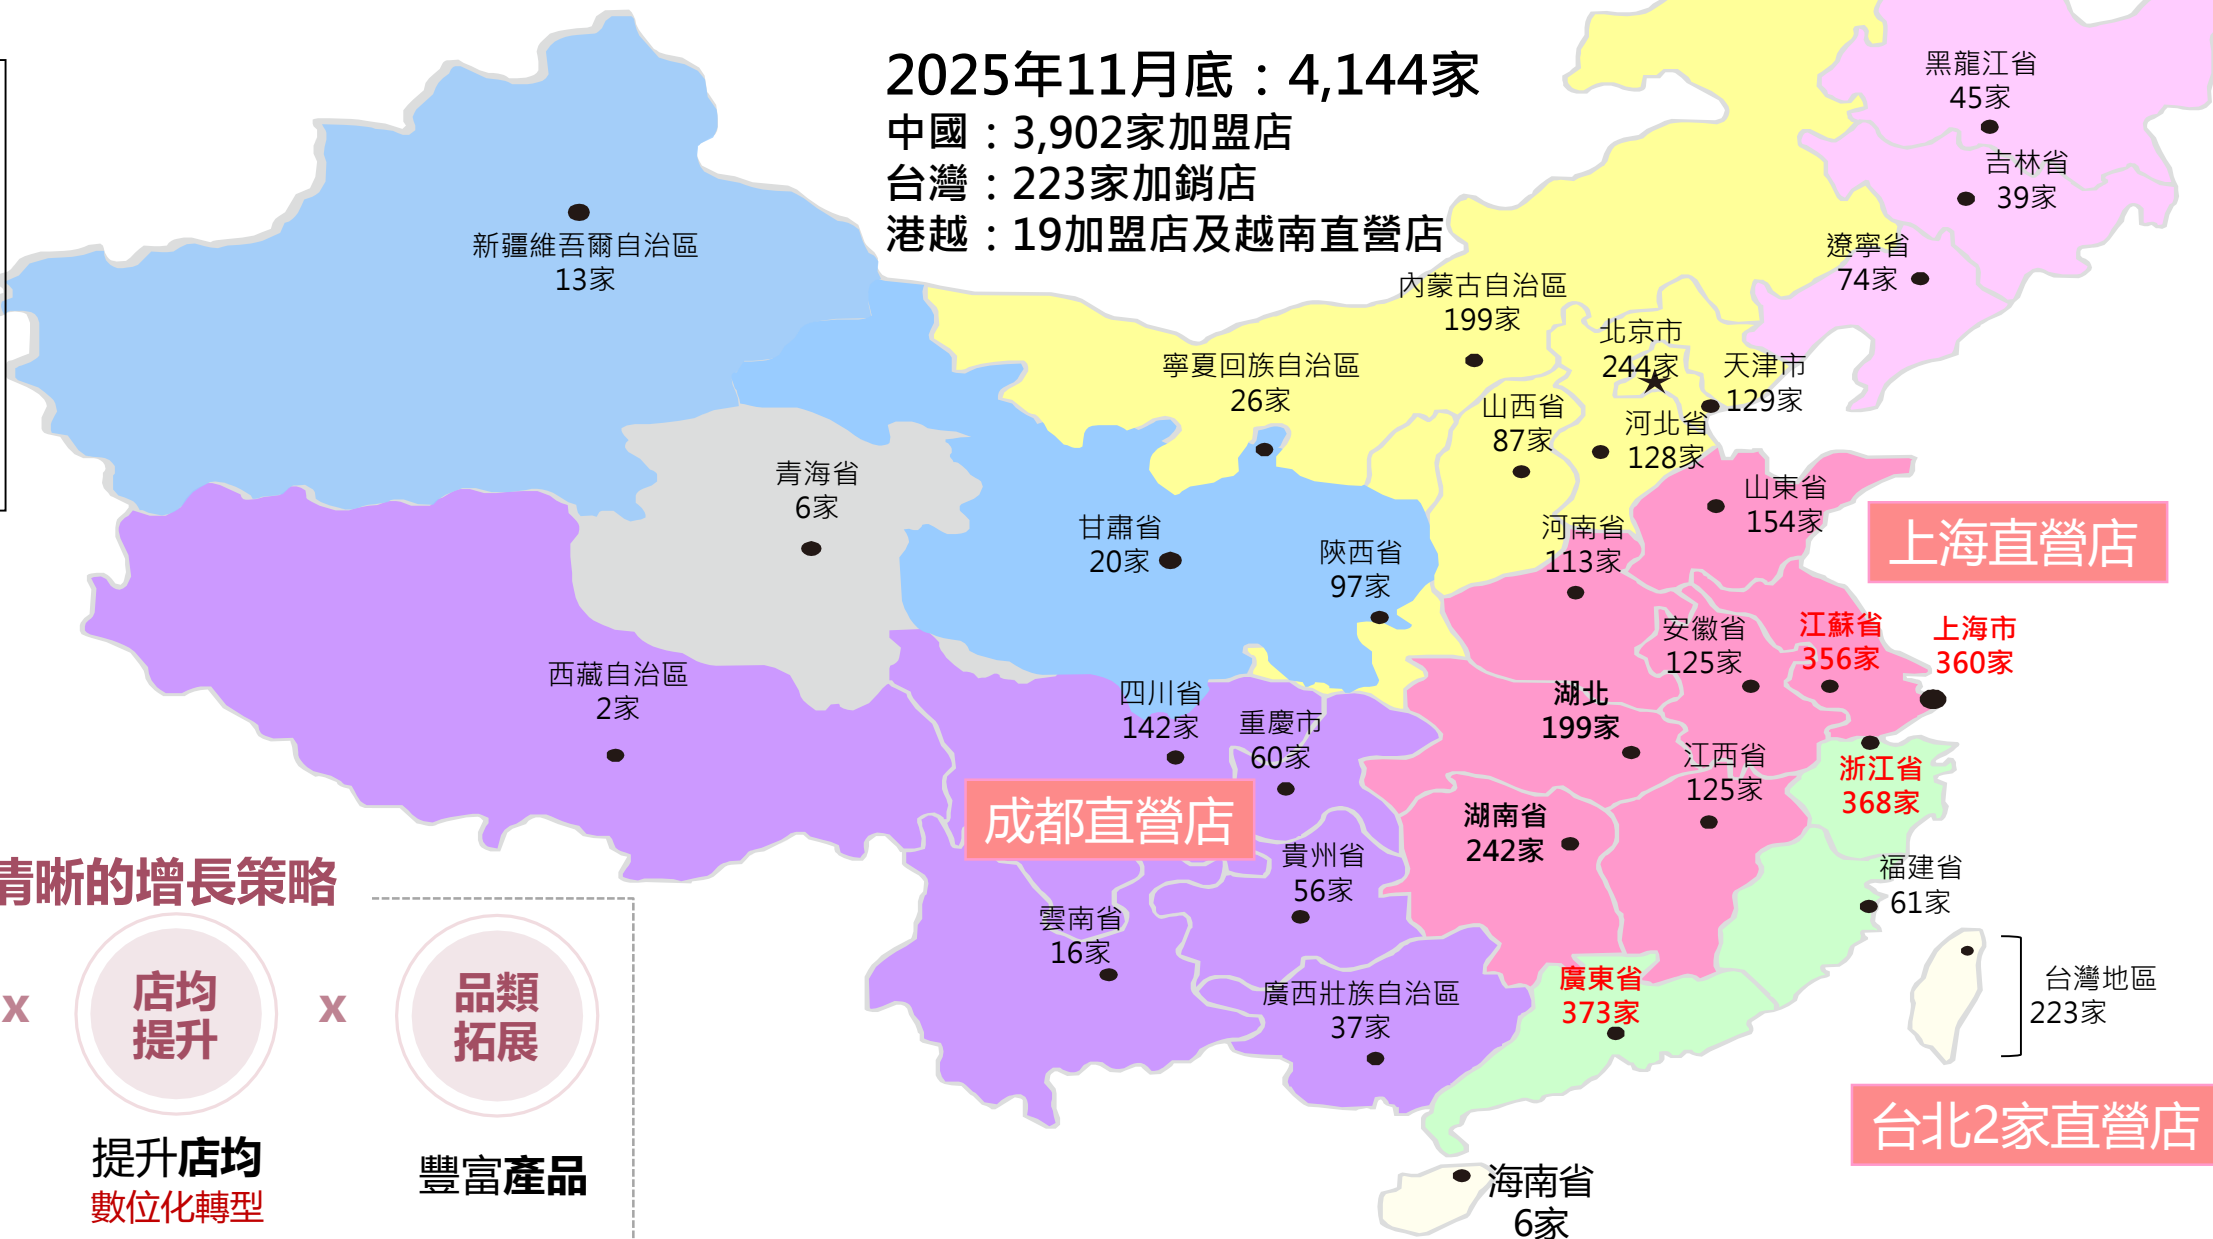 2025年11月底：4,144家
中國：3,902家加盟店
台灣：223家加銷店
港越：19加盟店及越南直營店
黑龍江省
45家
吉林省
39家
遼寧省
74家
新疆維吾爾自治區
13家
內蒙古自治區
199家
北京市
244家
天津市
129家
寧夏回族自治區
26家
山西省
87家
河北省
128家
青海省
6家
山東省
154家
甘肅省
20家
陝西省
97家
河南省
113家
上海直營店
安徽省
125家
江蘇省
356家
上海市
360家
西藏自治區
2家
四川省
142家
重慶市
60家
湖北
199家
江西省
125家
浙江省
368家
成都直營店
湖南省
242家
貴州省
56家
福建省
61家
雲南省
16家
廣西壯族自治區
37家
廣東省
373家
台灣地區
223家
台北2家直營店
海南省
6家
清晰的增長策略
x
店均
提升
x
品類
拓展
提升店均
數位化轉型
豐富產品